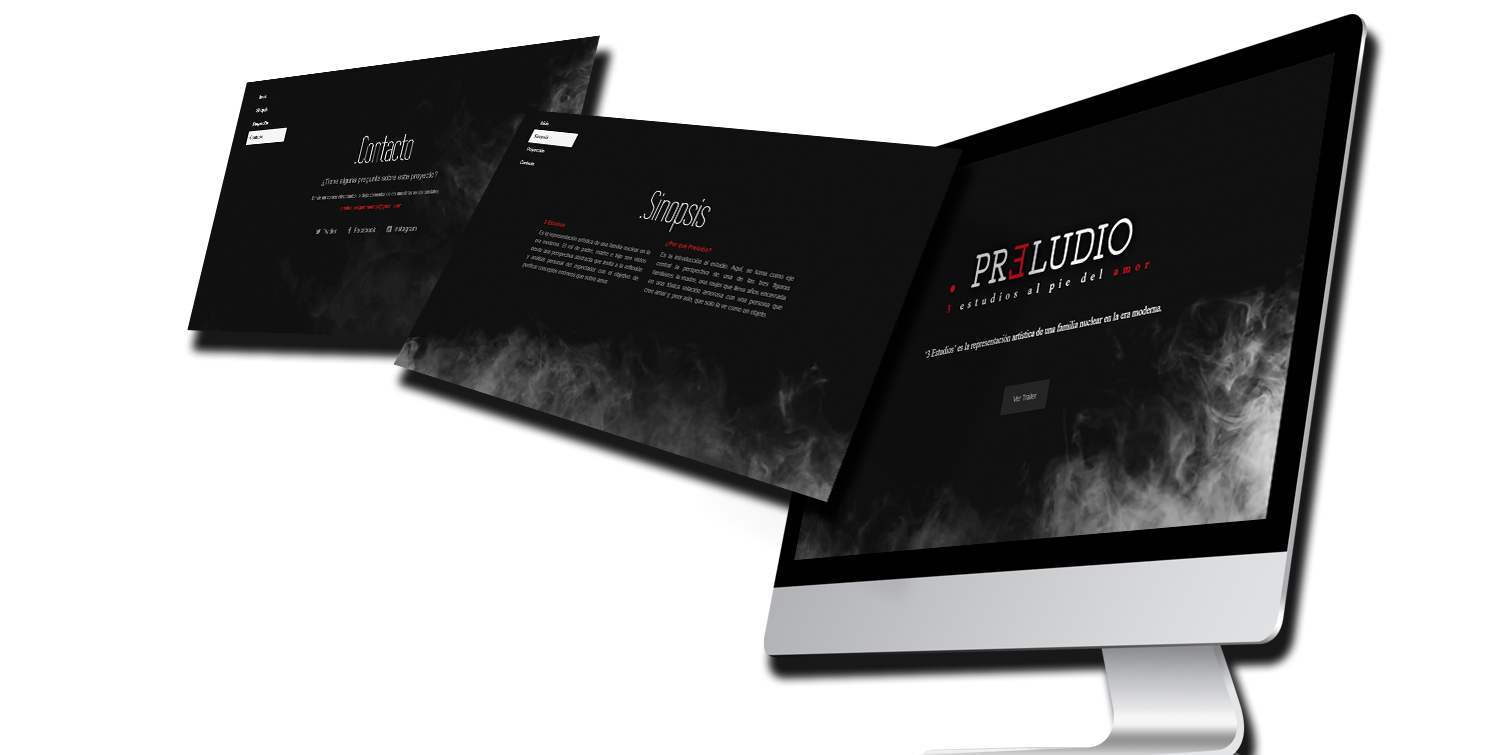 Inicio
Sinopsis
Proyección
Contacto
.Contacto
¿Tiene alguna pregunta sobre este proyecto?
Twitter
Facebook
Instagram
Inicio
Sinopsis
Proyección
Contacto
.Sinopsis
3 Estudios
Es la representación artística de una familia nuclear en la
era moderna. El rol de padre, madre e hijo son vistos
desde una perspectiva abstracta que invita a la reflexión
y análisis personal del espectador con el objetivo de
purificar conceptos erróneos que sobre amor.
¿Por qué Preludio?
Es la introducción al estudio. Aquí, se toma como eje
central la perspectiva de una de las tres figuras
familiares: la madre, una mujer que lleva años encerrada
en una tóxica relación amorosa con una persona que
cree amar y, peor aún, que solo la ve como un objeto.
. PRƎLUDIO
3 estudios al pie del amor
"3 Estudios" es la representación artística de una familia nuclear en la era moderna.
Ver Trailer